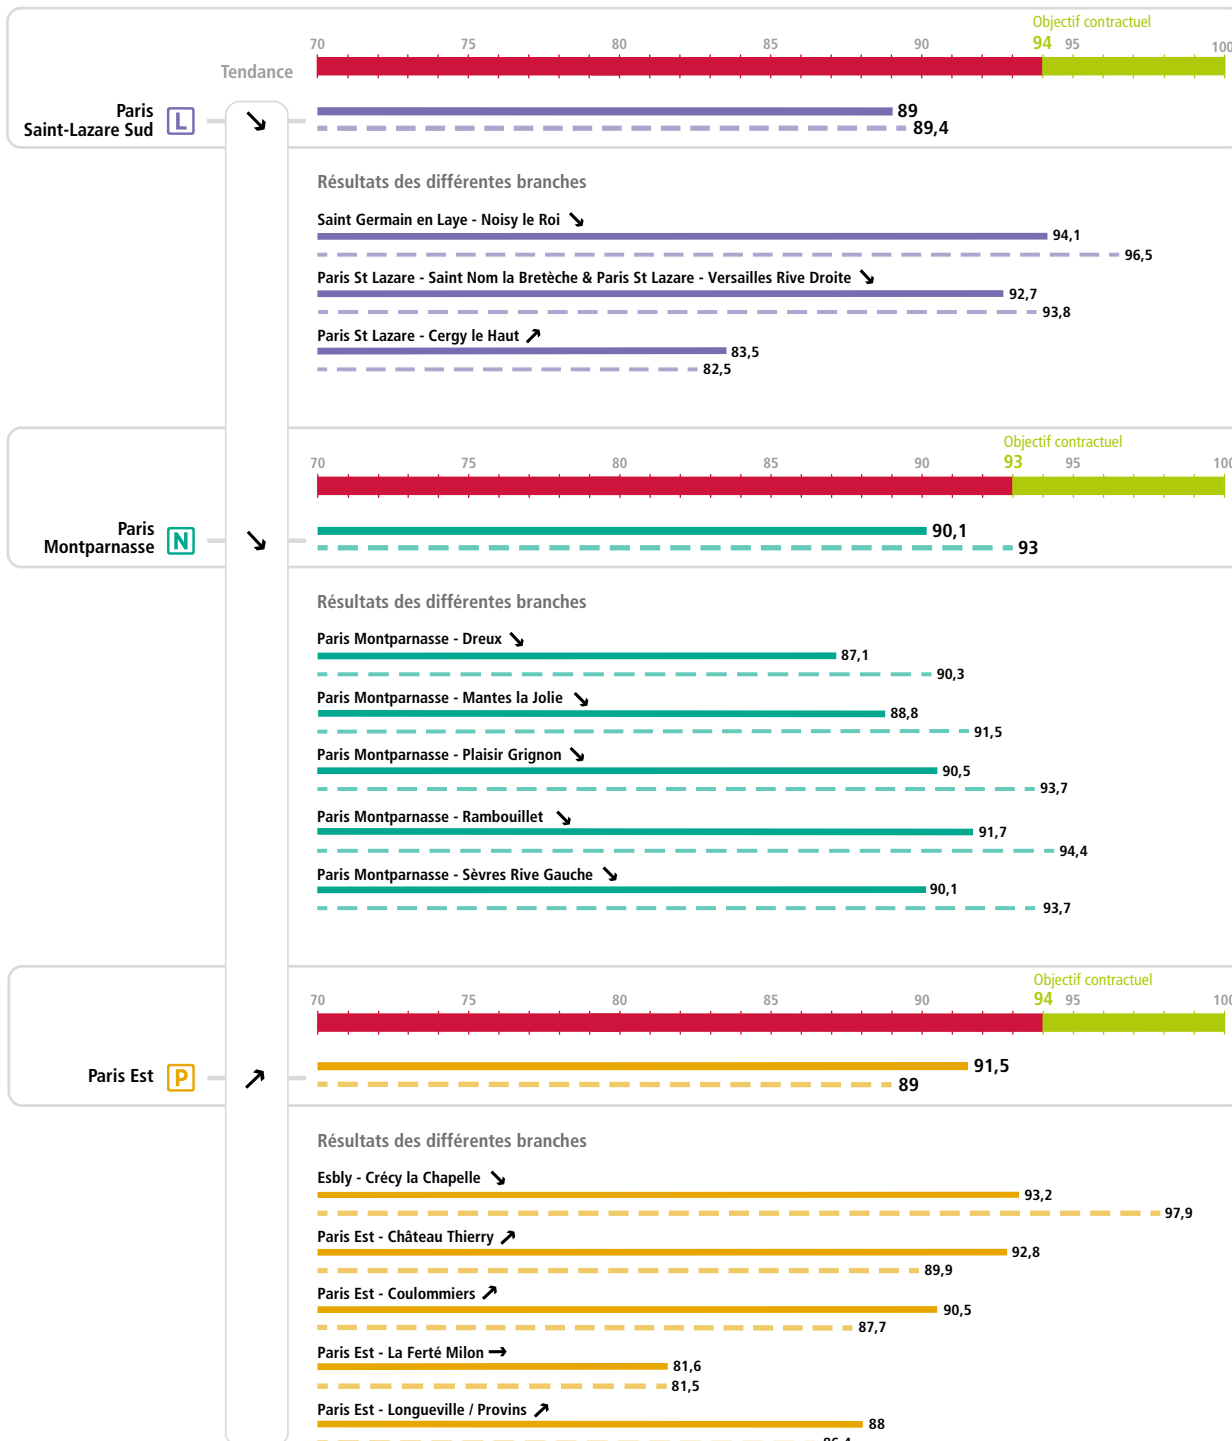 Objectif contractuel
70 75 80 85 90 94 95 100
Tendance
Paris
Saint-Lazare Sud L
89
89,4
Résultats des différentes branches
Saint Germain en Laye - Noisy le Roi ↘
94,1
96,5
Paris St Lazare - Saint Nom la Bretèche & Paris St Lazare - Versailles Rive Droite ↘
92,7
93,8
Paris St Lazare - Cergy le Haut ↗
83,5
82,5
Objectif contractuel
70 75 80 85 90 93 95 100
Paris
Montparnasse N
90,1
93
Résultats des différentes branches
Paris Montparnasse - Dreux ↘
87,1
90,3
Paris Montparnasse - Mantes la Jolie ↘
88,8
91,5
Paris Montparnasse - Plaisir Grignon ↘
90,5
93,7
Paris Montparnasse - Rambouillet ↘
91,7
94,4
Paris Montparnasse - Sèvres Rive Gauche ↘
90,1
93,7
Objectif contractuel
70 75 80 85 90 94 95 100
Paris Est P
91,5
89
Résultats des différentes branches
Esbly - Crécy la Chapelle ↘
93,2
97,9
Paris Est - Château Thierry ↗
92,8
89,9
Paris Est - Coulommiers ↗
90,5
87,7
Paris Est - La Ferté Milon →
81,6
81,5
Paris Est - Longueville / Provins ↗
88